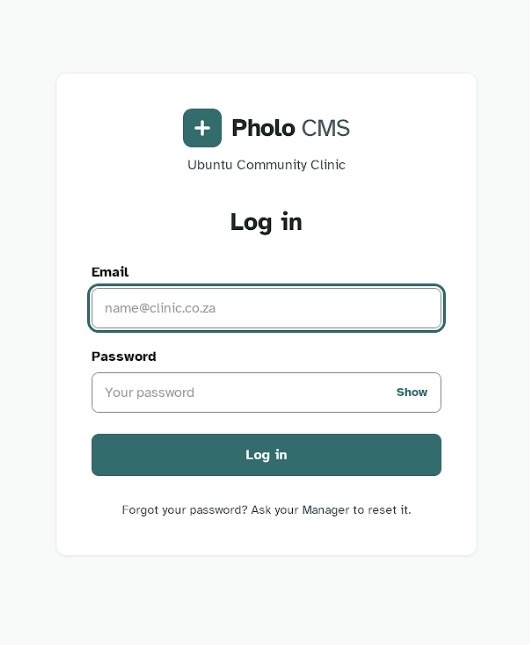 Pholo CMS
Ubuntu Community Clinic
Log in
Email
name@clinic.co.za
Password
Your password
Show
Log in
Forgot your password? Ask your Manager to reset it.